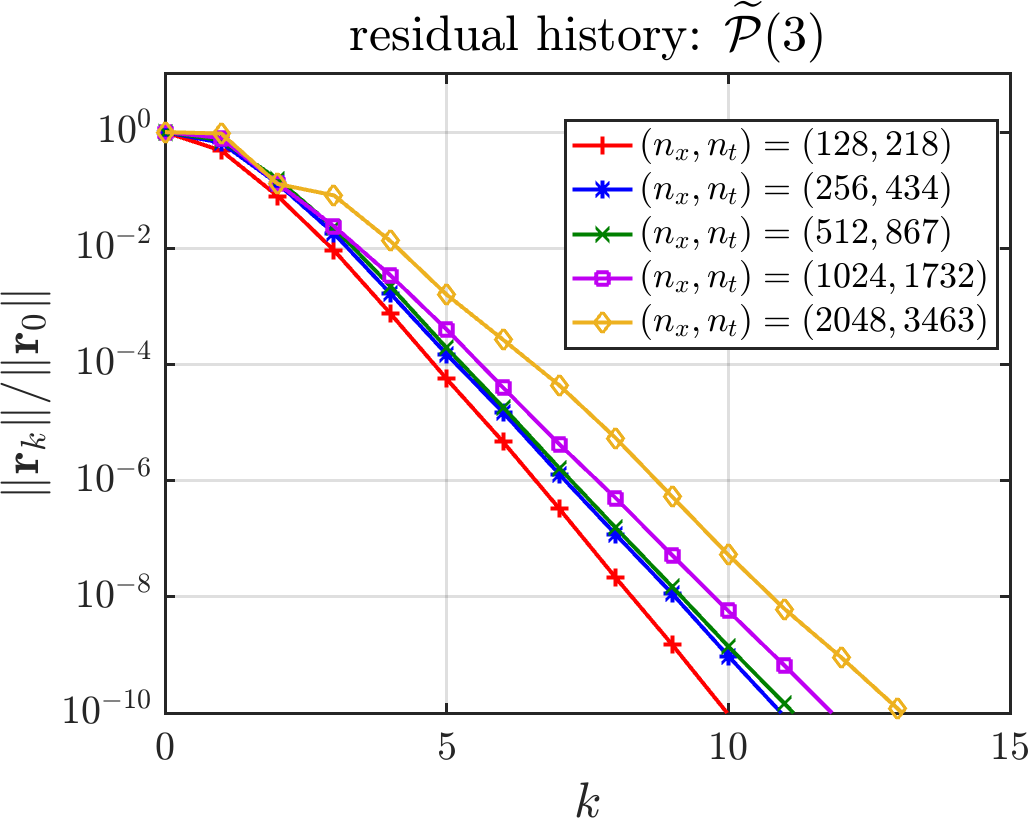 residual history: $\widetilde{\mathcal{P}}(3)$
$\|\mathbf{r}_k\|/\|\mathbf{r}_0\|$
$10^{0}$
$10^{-2}$
$10^{-4}$
$10^{-6}$
$10^{-8}$
$10^{-10}$
$(n_x, n_t) = (128, 218)$
$(n_x, n_t) = (256, 434)$
$(n_x, n_t) = (512, 867)$
$(n_x, n_t) = (1024, 1732)$
$(n_x, n_t) = (2048, 3463)$
0 5 10 15
$k$